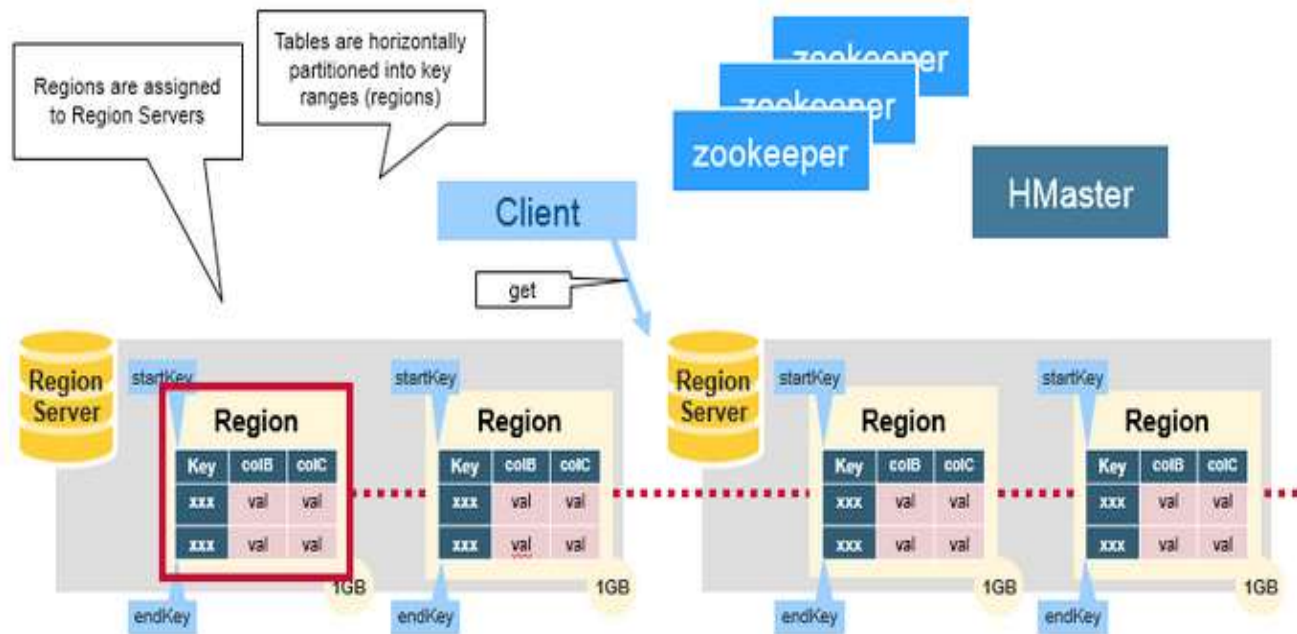 Regions are assigned
to Region Servers
Tables are horizontally
partitioned into key
ranges (regions)
zookeeper
zookeeper
zookeeper
HMaster
Client
get
Region
Server
startKey
Region
Key colB colC
xxx val val
xxx val val
1GB
endKey
startKey
Region
Key colB colC
xxx val val
xxx val val
1GB
endKey
Region
Server
startKey
Region
Key colB colC
xxx val val
xxx val val
1GB
endKey
startKey
Region
Key colB colC
xxx val val
xxx val val
1GB
endKey